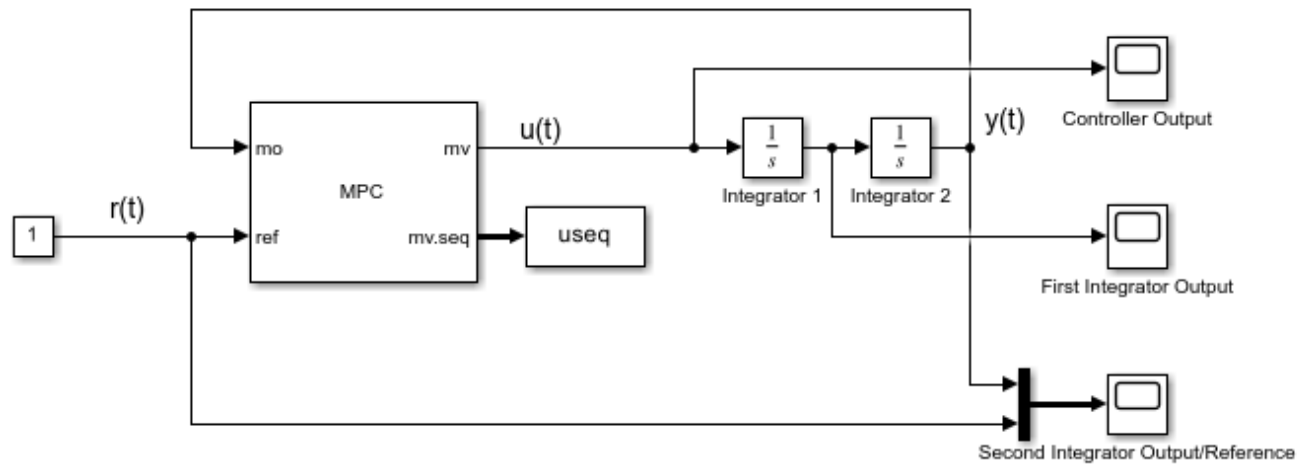 y(t)
Controller Output
mo
mv
u(t)
1
s
Integrator 1
1
s
Integrator 2
MPC
r(t)
1
ref
mv.seq
useq
First Integrator Output
Second Integrator Output/Reference